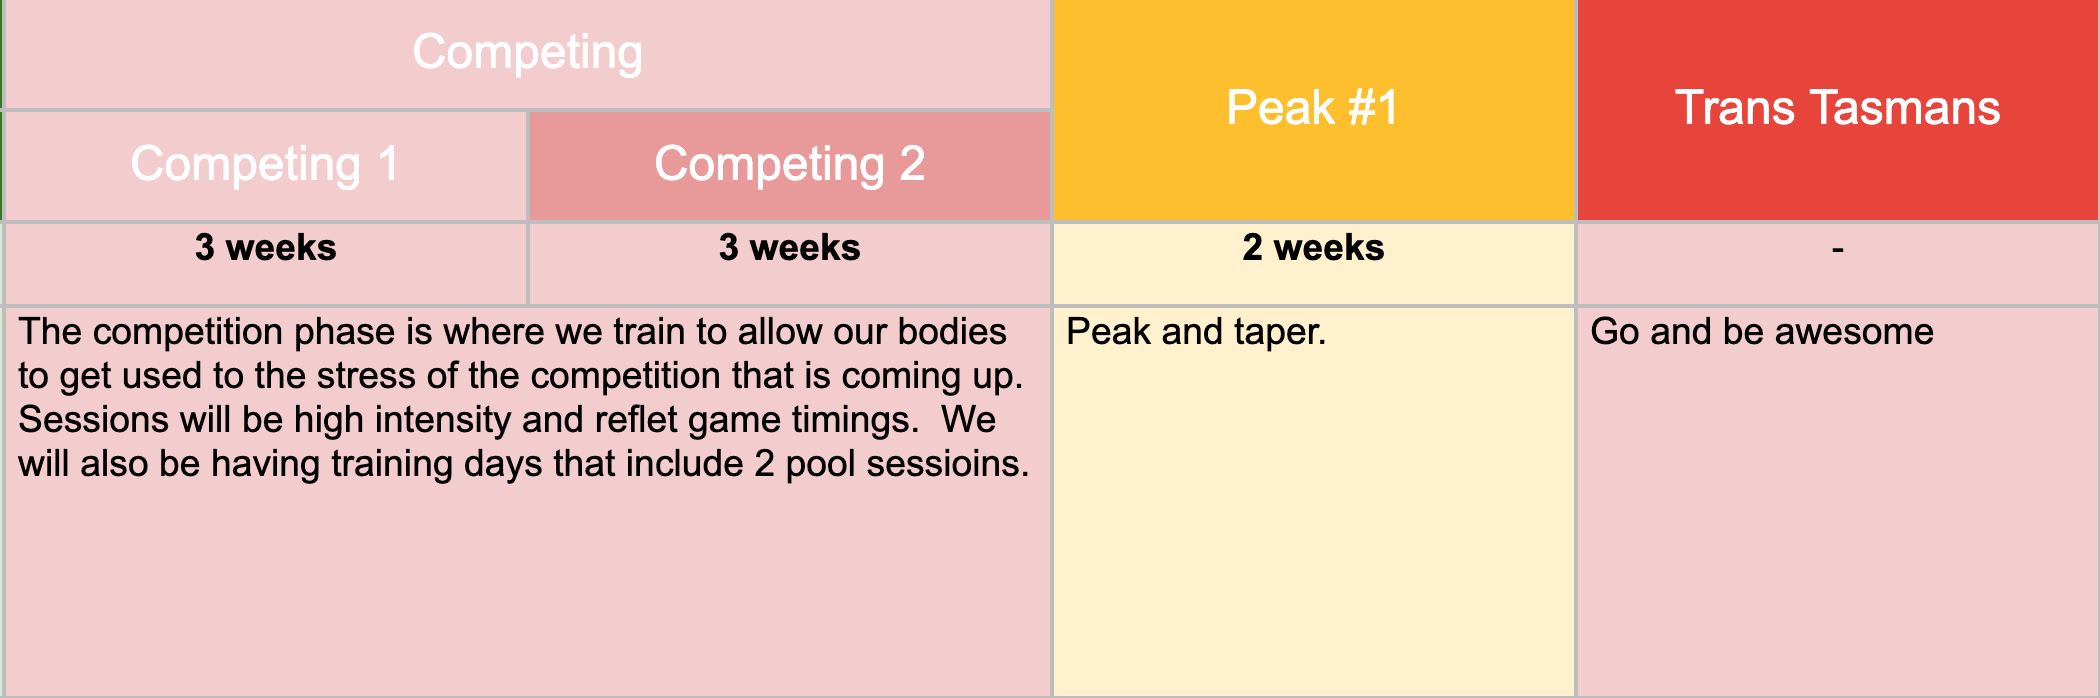 Competing
Peak #1
Trans Tasmans
Competing 1
Competing 2
3 weeks
3 weeks
2 weeks
-
The competition phase is where we train to allow our bodies
to get used to the stress of the competition that is coming up.
Sessions will be high intensity and reflet game timings.  We
will also be having training days that include 2 pool sessioins.
Peak and taper.
Go and be awesome